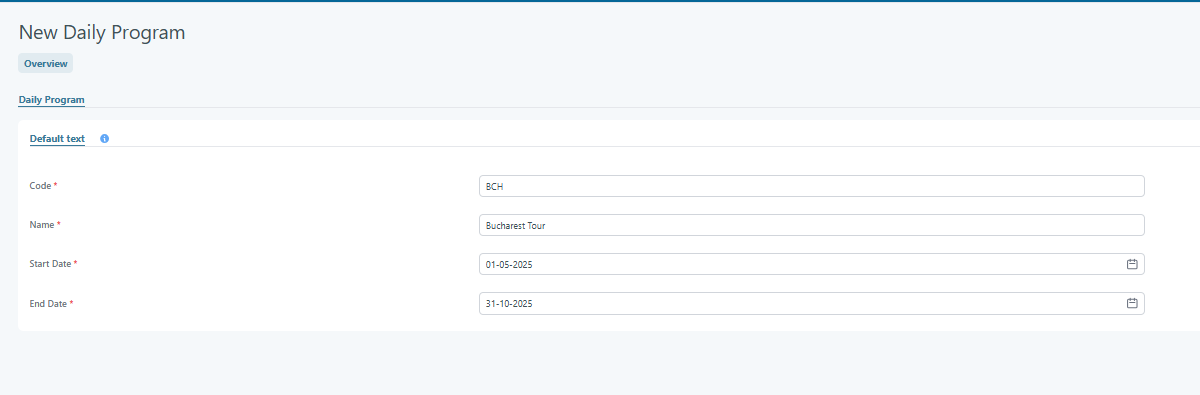 New Daily Program
Overview
Daily Program
Default text
Code * BCH
Name * Bucharest Tour
Start Date * 01-05-2025
End Date * 31-10-2025